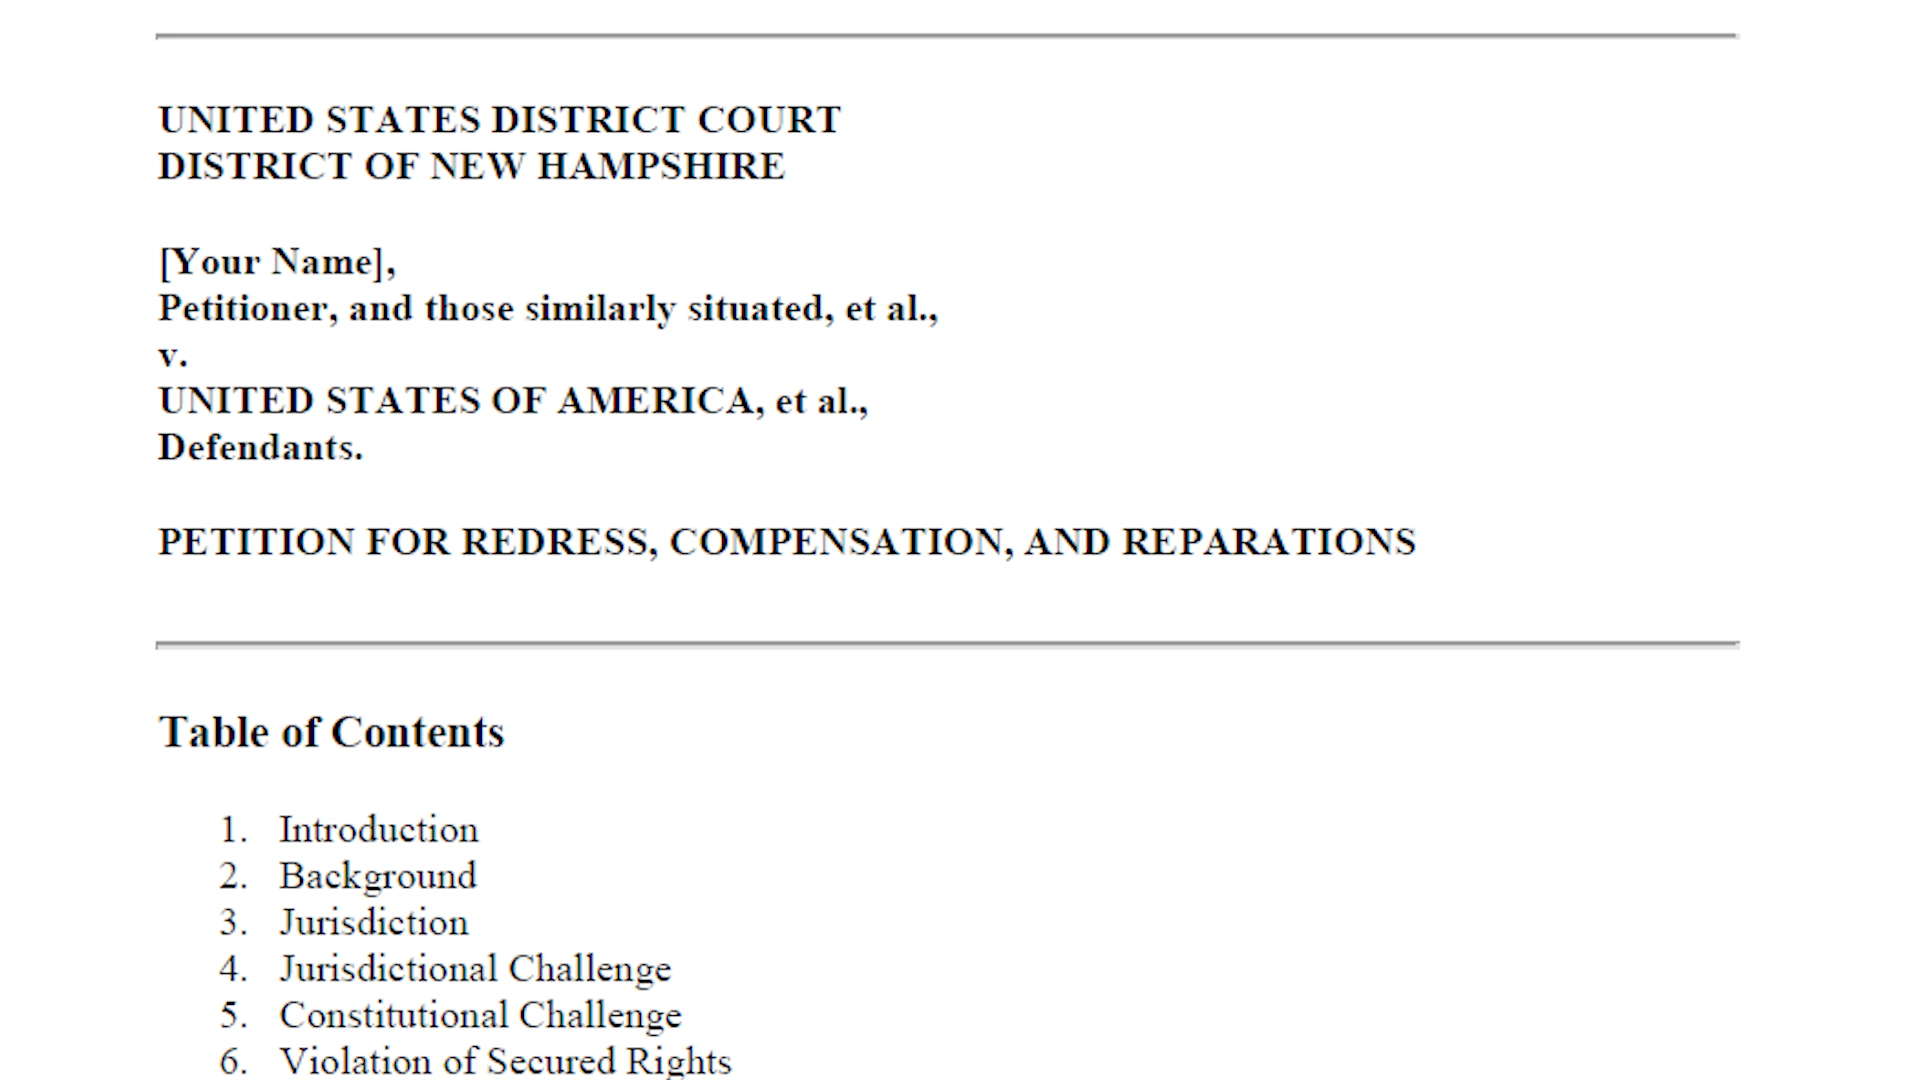 UNITED STATES DISTRICT COURT
DISTRICT OF NEW HAMPSHIRE
[Your Name],
Petitioner, and those similarly situated, et al.,
v.
UNITED STATES OF AMERICA, et al.,
Defendants.
PETITION FOR REDRESS, COMPENSATION, AND REPARATIONS
Table of Contents
1. Introduction
2. Background
3. Jurisdiction
4. Jurisdictional Challenge
5. Constitutional Challenge
6. Violation of Secured Rights